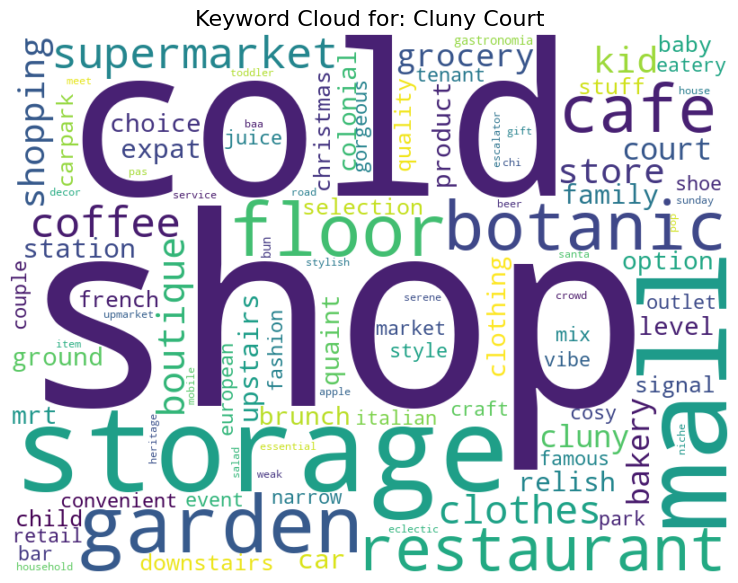 Keyword Cloud for: Cluny Court
shopping
meet
supermarket
toddler
christmas
colonial
gorgeous
quality
grocery
gastronomia
tenant
product
kid
baby
eatery
stuff
carpark
cold
cafe
choice
baa
juice
expat
pas
escalator
gift
chi
house
court
store
decor
service
road
beer
family
shoe
sunday
pop
coffee
floor
selection
botanic
station
bun
stylish
santa
option
couple
french
upmarket
shop
boutique
upstairs
fashion
quaint
serene
market
style
clothing
crowd
mix
vibe
outlet
level
mall
ground
item
mobile
european
apple
signal
mrt
heritage
brunch
italian
craft
cosy
cluny
bakery
niche
storage
salad
essential
weak
famous
relish
convenient
event
narrow
clothes
park
child
retail
bar
household
garden
downstairs
car
eclectic
restaurant